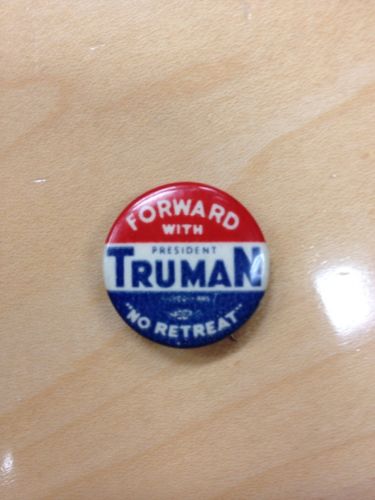 FORWARD
WITH
PRESIDENT
TRUMAN
"NO RETREAT"